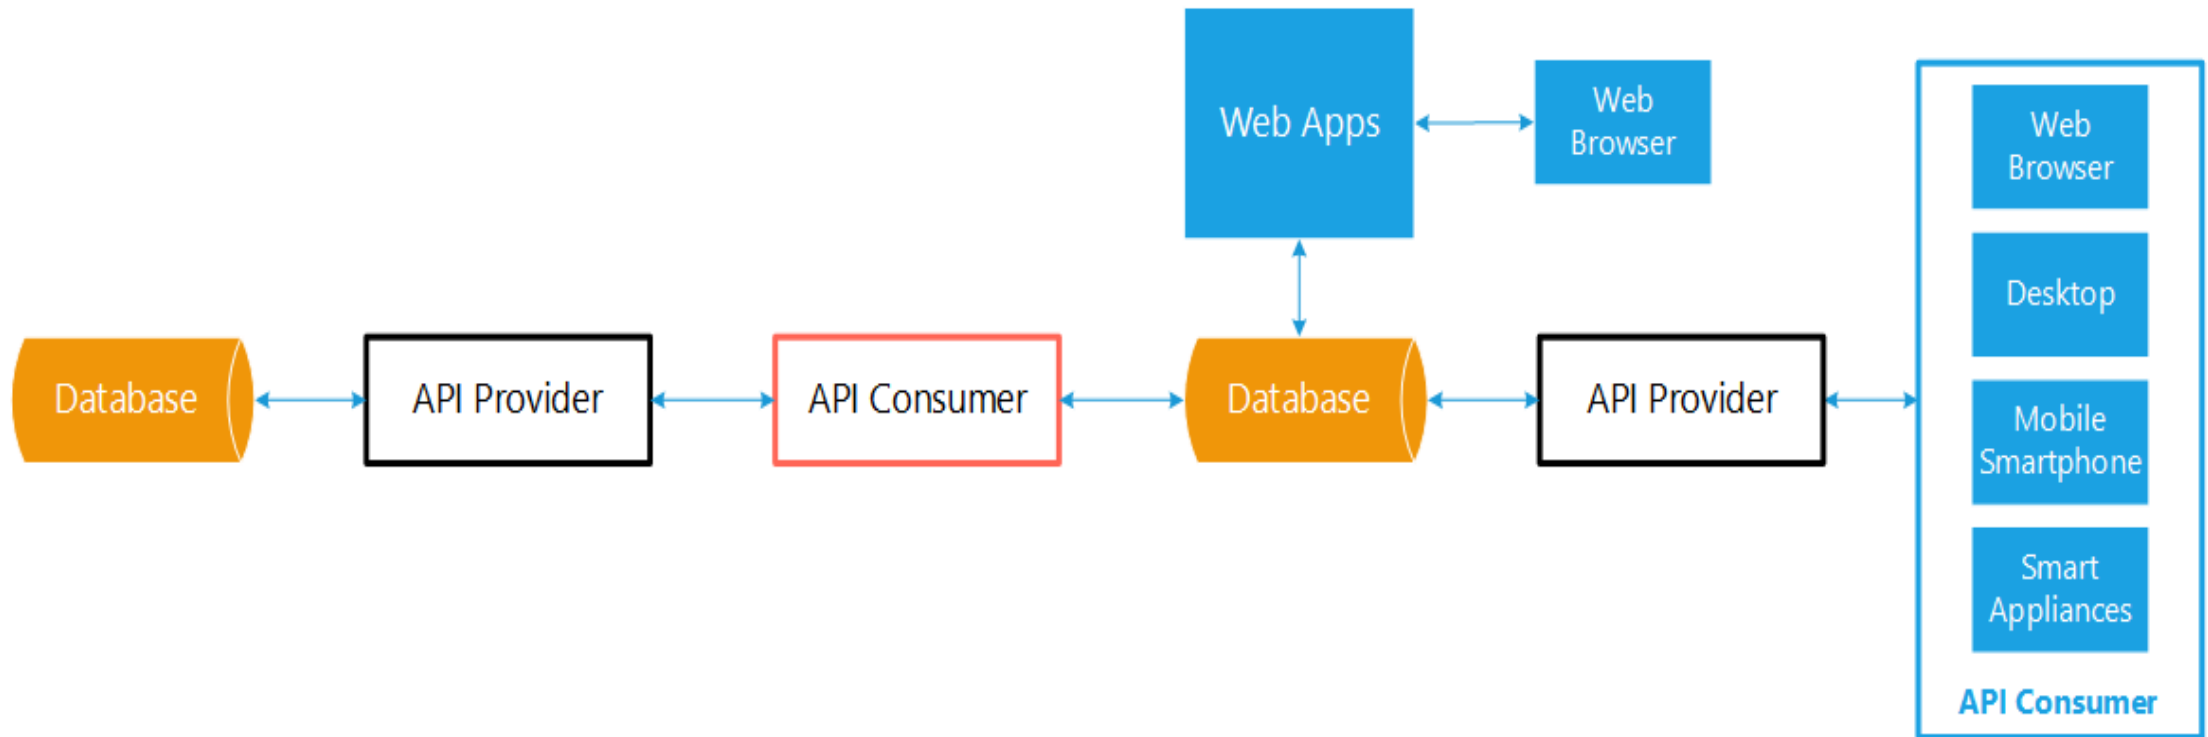 Web Apps
Web
Browser
Web
Browser
Desktop
Database
API Provider
API Consumer
Database
API Provider
Mobile
Smartphone
Smart
Appliances
API Consumer